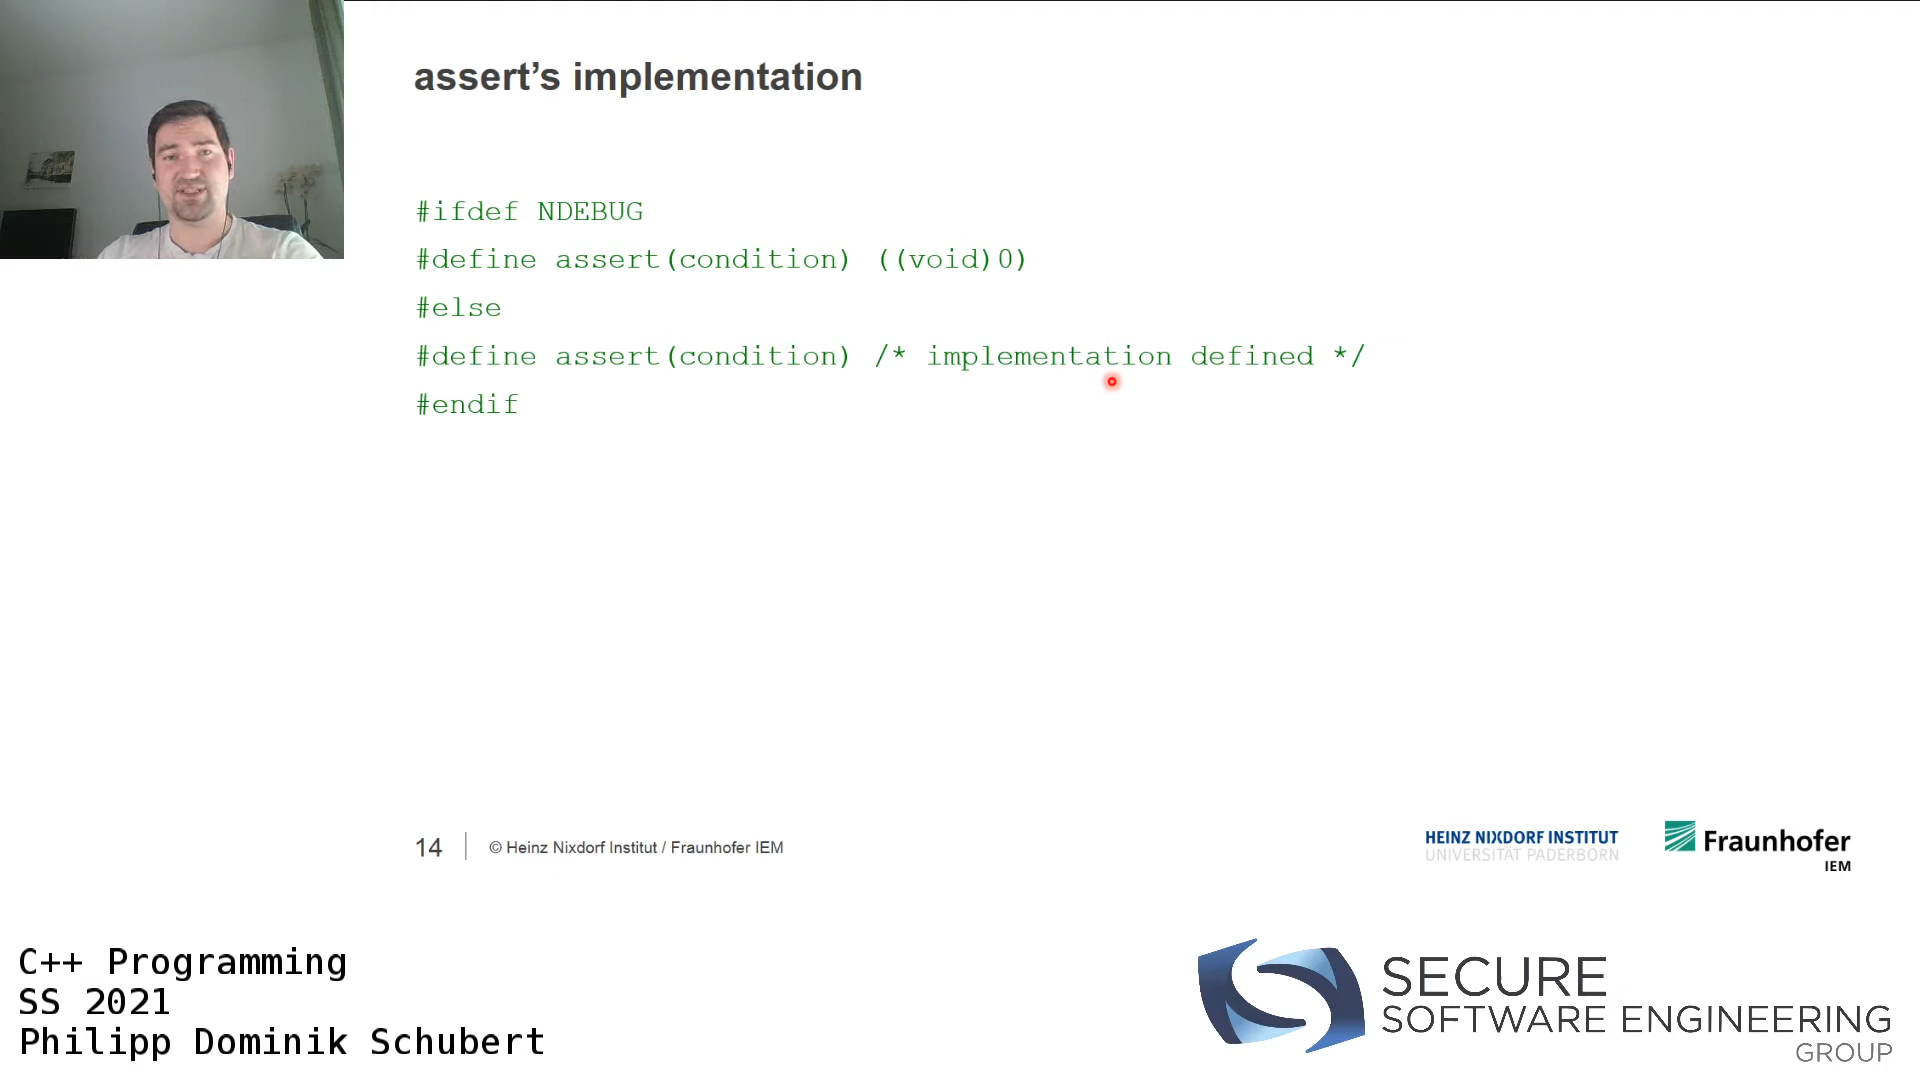 assert’s implementation
#ifdef NDEBUG
#define assert(condition) ((void)0)
#else
#define assert(condition) /* implementation defined */
#endif
14
© Heinz Nixdorf Institut / Fraunhofer IEM
HEINZ NIXDORF INSTITUT
UNIVERSITÄT PADERBORN
Fraunhofer
IEM
C++ Programming
SS 2021
Philipp Dominik Schubert
SECURE
SOFTWARE ENGINEERING
GROUP